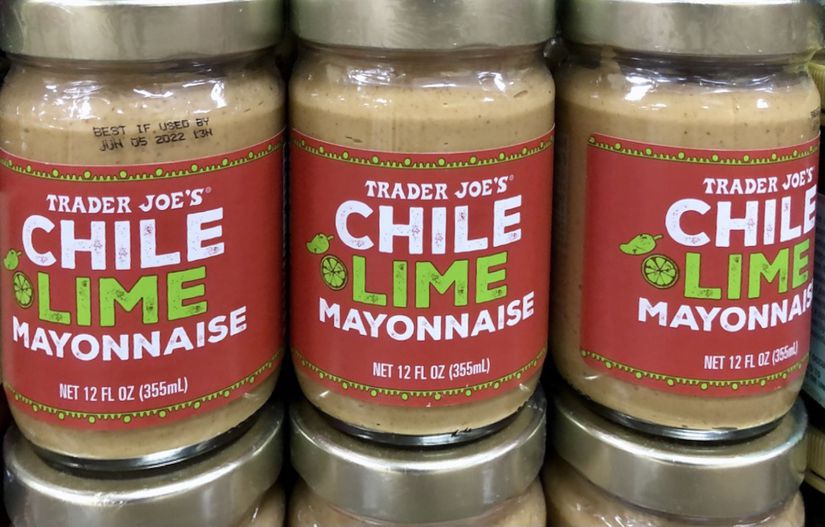 BEST IF USED BY
JUN 05 2022 13H
TRADER JOE'S®
CHILE
LIME
MAYONNAISE
NET 12 FL OZ (355mL)
TRADER JOE'S®
CHILE
LIME
MAYONNAISE
NET 12 FL OZ (355mL)
TRADER JOE'S
CHILE
LIME
MAYONNAIS
NET 12 FL OZ (355mL)